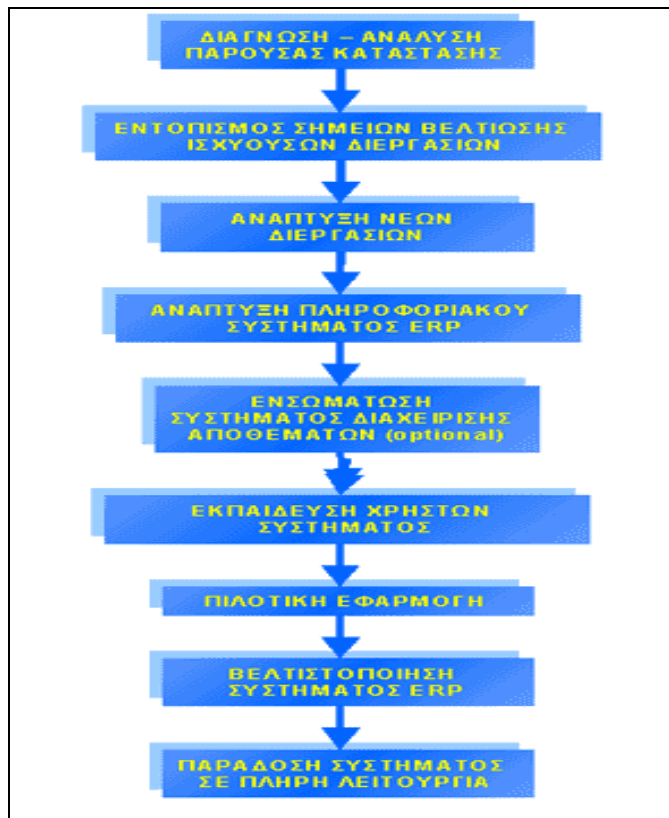 ΔΙΑΓΝΩΣΗ – ΑΝΑΛΥΣΗ
ΠΑΡΟΥΣΑΣ ΚΑΤΑΣΤΑΣΗΣ
ΕΝΤΟΠΙΣΜΟΣ ΣΗΜΕΙΩΝ ΒΕΛΤΙΩΣΗΣ
ΙΣΧΥΟΥΣΩΝ ΔΙΕΡΓΑΣΙΩΝ
ΑΝΑΠΤΥΞΗ ΝΕΩΝ
ΔΙΕΡΓΑΣΙΩΝ
ΑΝΑΠΤΥΞΗ ΠΛΗΡΟΦΟΡΙΑΚΟΥ
ΣΥΣΤΗΜΑΤΟΣ ERP
ΕΝΣΩΜΑΤΩΣΗ
ΣΥΣΤΗΜΑΤΟΣ ΔΙΑΧΕΙΡΙΣΗΣ
ΑΠΟΘΕΜΑΤΩΝ (optional)
ΕΚΠΑΙΔΕΥΣΗ ΧΡΗΣΤΩΝ
ΣΥΣΤΗΜΑΤΟΣ
ΠΙΛΟΤΙΚΗ ΕΦΑΡΜΟΓΗ
ΒΕΛΤΙΣΤΟΠΟΙΗΣΗ
ΣΥΣΤΗΜΑΤΟΣ ERP
ΠΑΡΑΔΟΣΗ ΣΥΣΤΗΜΑΤΟΣ
ΣΕ ΠΛΗΡΗ ΛΕΙΤΟΥΡΓΙΑ